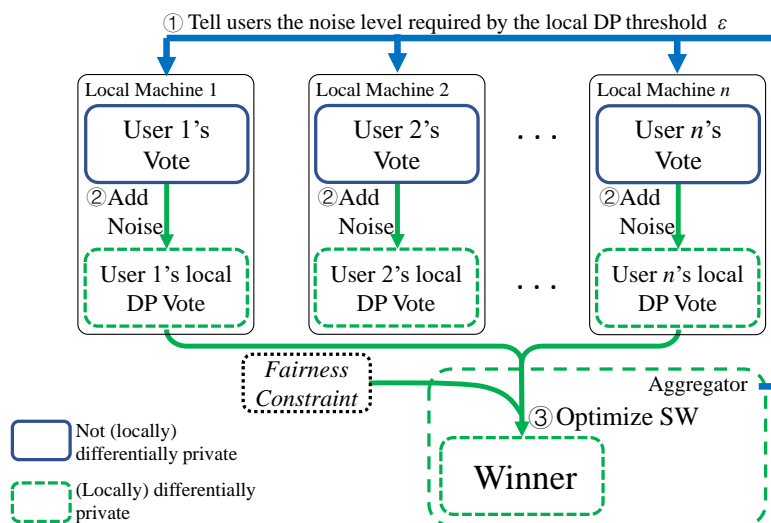 ① Tell users the noise level required by the local DP threshold ε
Local Machine 1
User 1's
Vote
②Add
Noise
User 1's local
DP Vote
Local Machine 2
User 2's
Vote
②Add
Noise
User 2's local
DP Vote
. . .
. . .
Local Machine n
User n's
Vote
②Add
Noise
User n's local
DP Vote
Fairness
Constraint
Aggregator
③ Optimize SW
Winner
Not (locally)
differentially private
(Locally) differentially
private